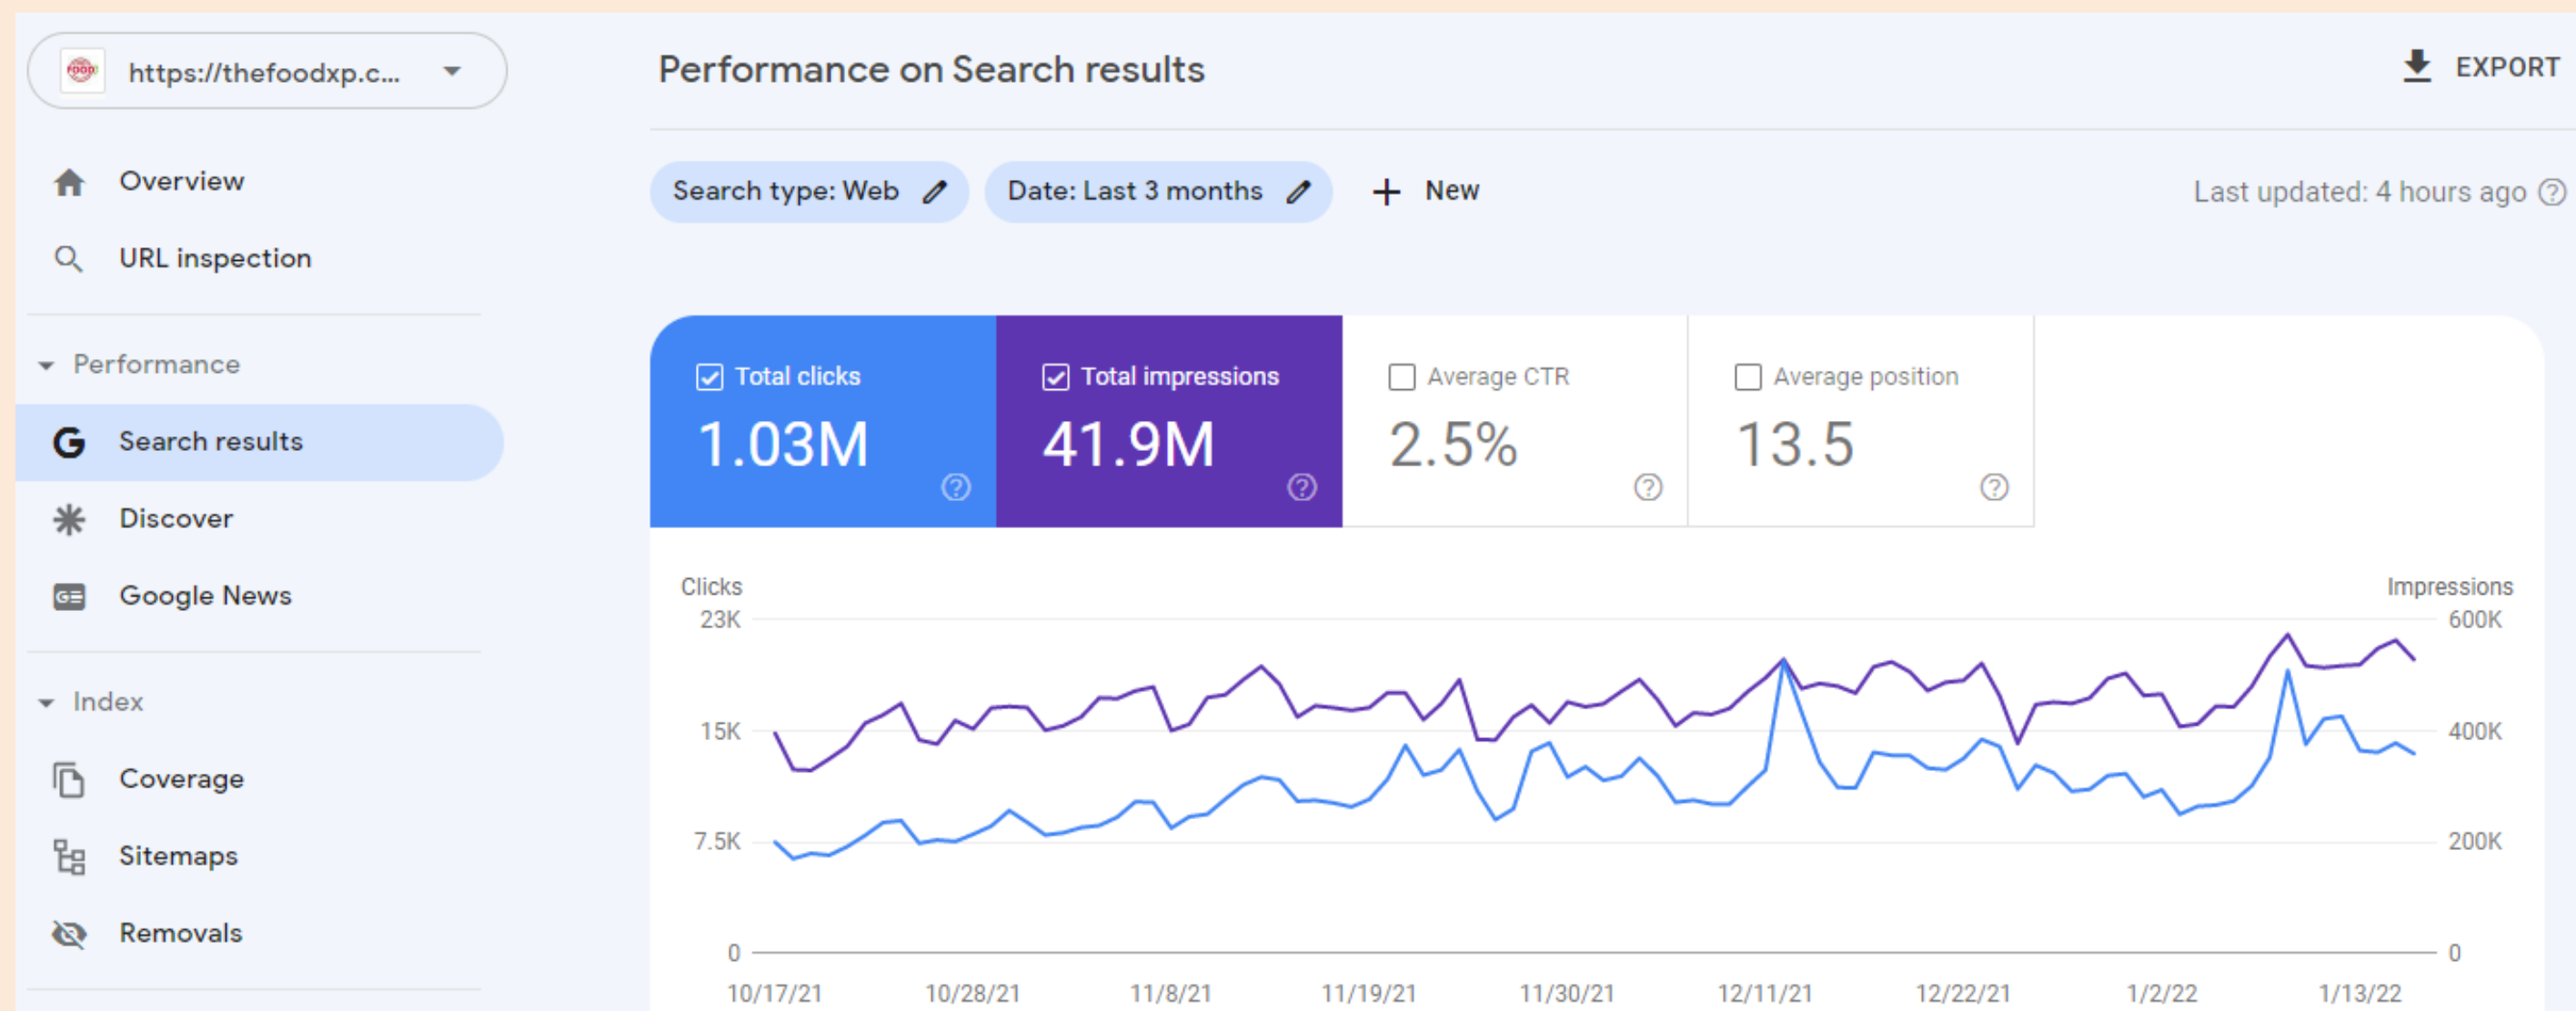 https://thefoodxp.c...
Overview
URL inspection
Performance
Search results
Discover
Google News
Index
Coverage
Sitemaps
Removals
Performance on Search results
EXPORT
Search type: Web
Date: Last 3 months
+ New
Last updated: 4 hours ago
Total clicks
1.03M
Total impressions
41.9M
Average CTR
2.5%
Average position
13.5
Clicks
Impressions
23K
600K
15K
400K
7.5K
200K
0
0
10/17/21
10/28/21
11/8/21
11/19/21
11/30/21
12/11/21
12/22/21
1/2/22
1/13/22